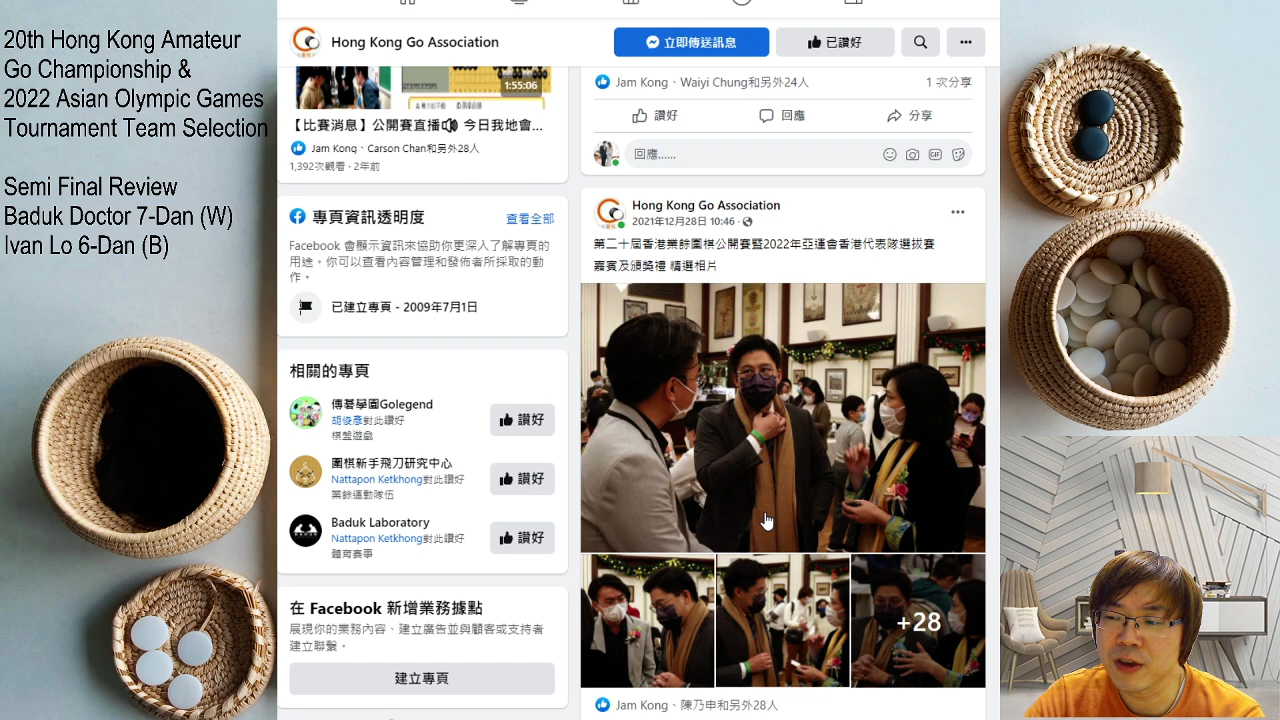 20th Hong Kong Amateur
Go Championship &
2022 Asian Olympic Games
Tournament Team Selection
Semi Final Review
Baduk Doctor 7-Dan (W)
Ivan Lo 6-Dan (B)
Hong Kong Go Association
立即傳送訊息
已讚好
1:55:06
【比賽消息】公開賽直播🔊 今日我地會...
Jam Kong、Carson Chan和另外28人
1,392次觀看 · 2年前
專頁資訊透明度
查看全部
Facebook 會顯示資訊來協助你更深入了解專頁的
用途。你可以查看內容管理和發佈者所採取的動
作。
已建立專頁 - 2009年7月1日
相關的專頁
傳碁學園Golegend
胡俊彥對此讚好
棋盤遊戲
讚好
圍棋新手飛刀研究中心
Nattapon Ketkhong對此讚好
業餘運動隊伍
讚好
Baduk Laboratory
Nattapon Ketkhong對此讚好
體育賽事
讚好
在 Facebook 新增業務據點
展現你的業務內容、建立廣告並與顧客或支持者
建立聯繫。
建立專頁
Jam Kong、Waiyi Chung和另外24人
1 次分享
讚好
回應
分享
回應......
GIF
Hong Kong Go Association
2021年12月28日 10:46 ·
第二十屆香港業餘圍棋公開賽暨2022年亞運會香港代表隊選拔賽
嘉賓及頒獎禮 精選相片
+28
Jam Kong、陳乃申和另外28人